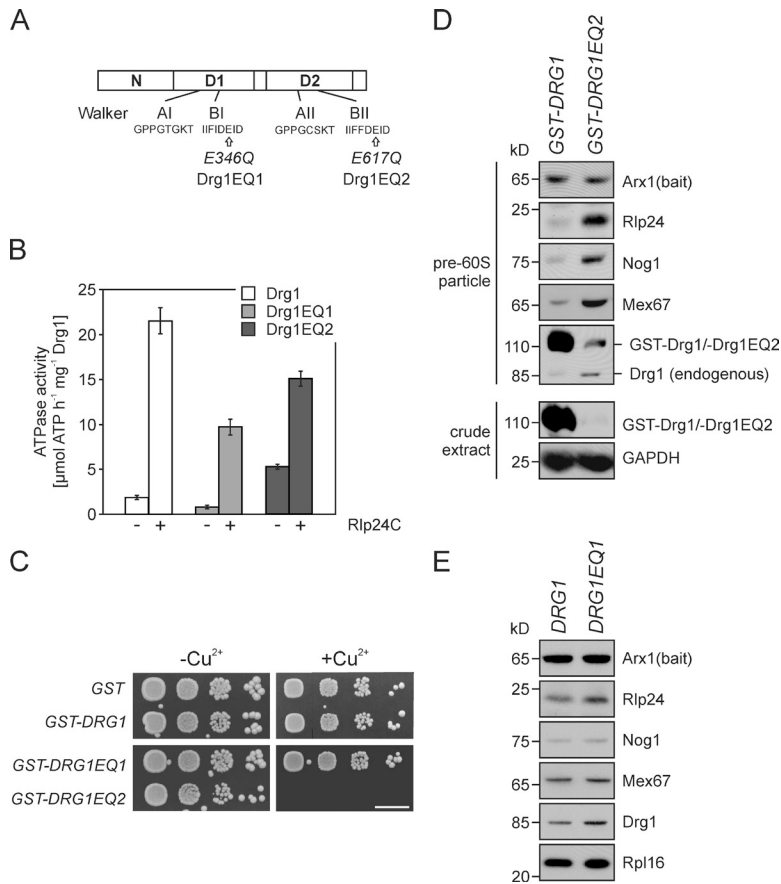 A
N D1 D2
Walker AI BI AII BII
GPPGTGKT IIFIDEID GPPGCSKT IIFFDEID
E346Q E617Q
Drg1EQ1 Drg1EQ2
B
ATPase activity
[µmol ATP h⁻¹ mg⁻¹ Drg1]
25
20
15
10
5
0
Drg1
Drg1EQ1
Drg1EQ2
- + - + - + Rlp24C
C
-Cu²⁺ +Cu²⁺
GST
GST-DRG1
GST-DRG1EQ1
GST-DRG1EQ2
D
GST-DRG1
GST-DRG1EQ2
kD
65 Arx1(bait)
25 Rlp24
pre-60S
particle
75 Nog1
65 Mex67
110 GST-Drg1/-Drg1EQ2
85 Drg1 (endogenous)
crude
extract
110 GST-Drg1/-Drg1EQ2
25 GAPDH
E
DRG1
DRG1EQ1
kD
65 Arx1(bait)
25 Rlp24
75 Nog1
65 Mex67
85 Drg1
20 Rpl16